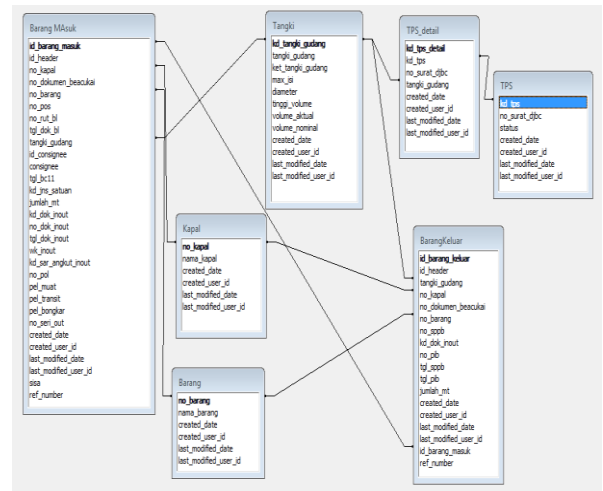 Barang MAsuk
id_barang_masuk
id_header
no_kapal
no_dokumen_beacukai
no_barang
no_pos
no_rut_bl
tgl_dok_bl
tangki_gudang
id_consignee
consignee
tgl_bc11
kd_jns_satuan
jumlah_mt
kd_dok_inout
no_dok_inout
tgl_dok_inout
wk_inout
kd_sar_angkut_inout
no_pol
pel_muat
pel_transit
pel_bongkar
no_seri_out
created_date
created_user_id
last_modified_date
last_modified_user_id
sisa
ref_number
Tangki
kd_tangki_gudang
tangki_gudang
ket_tangki_gudang
max_isi
diameter
tinggi_volume
volume_aktual
volume_nominal
created_date
created_user_id
last_modified_date
last_modified_user_id
TPS_detail
kd_tps_detail
kd_tps
no_surat_djbc
tangki_gudang
created_date
created_user_id
last_modified_date
last_modified_user_id
TPS
kd_tps
no_surat_djbc
status
created_date
created_user_id
last_modified_date
last_modified_user_id
Kapal
no_kapal
nama_kapal
created_date
created_user_id
last_modified_date
last_modified_user_id
Barang
no_barang
nama_barang
created_date
created_user_id
last_modified_date
last_modified_user_id
BarangKeluar
id_barang_keluar
id_header
tangki_gudang
no_kapal
no_dokumen_beacukai
no_barang
no_sppb
kd_dok_inout
no_pib
tgl_sppb
tgl_pib
jumlah_mt
created_date
created_user_id
last_modified_date
last_modified_user_id
id_barang_masuk
ref_number